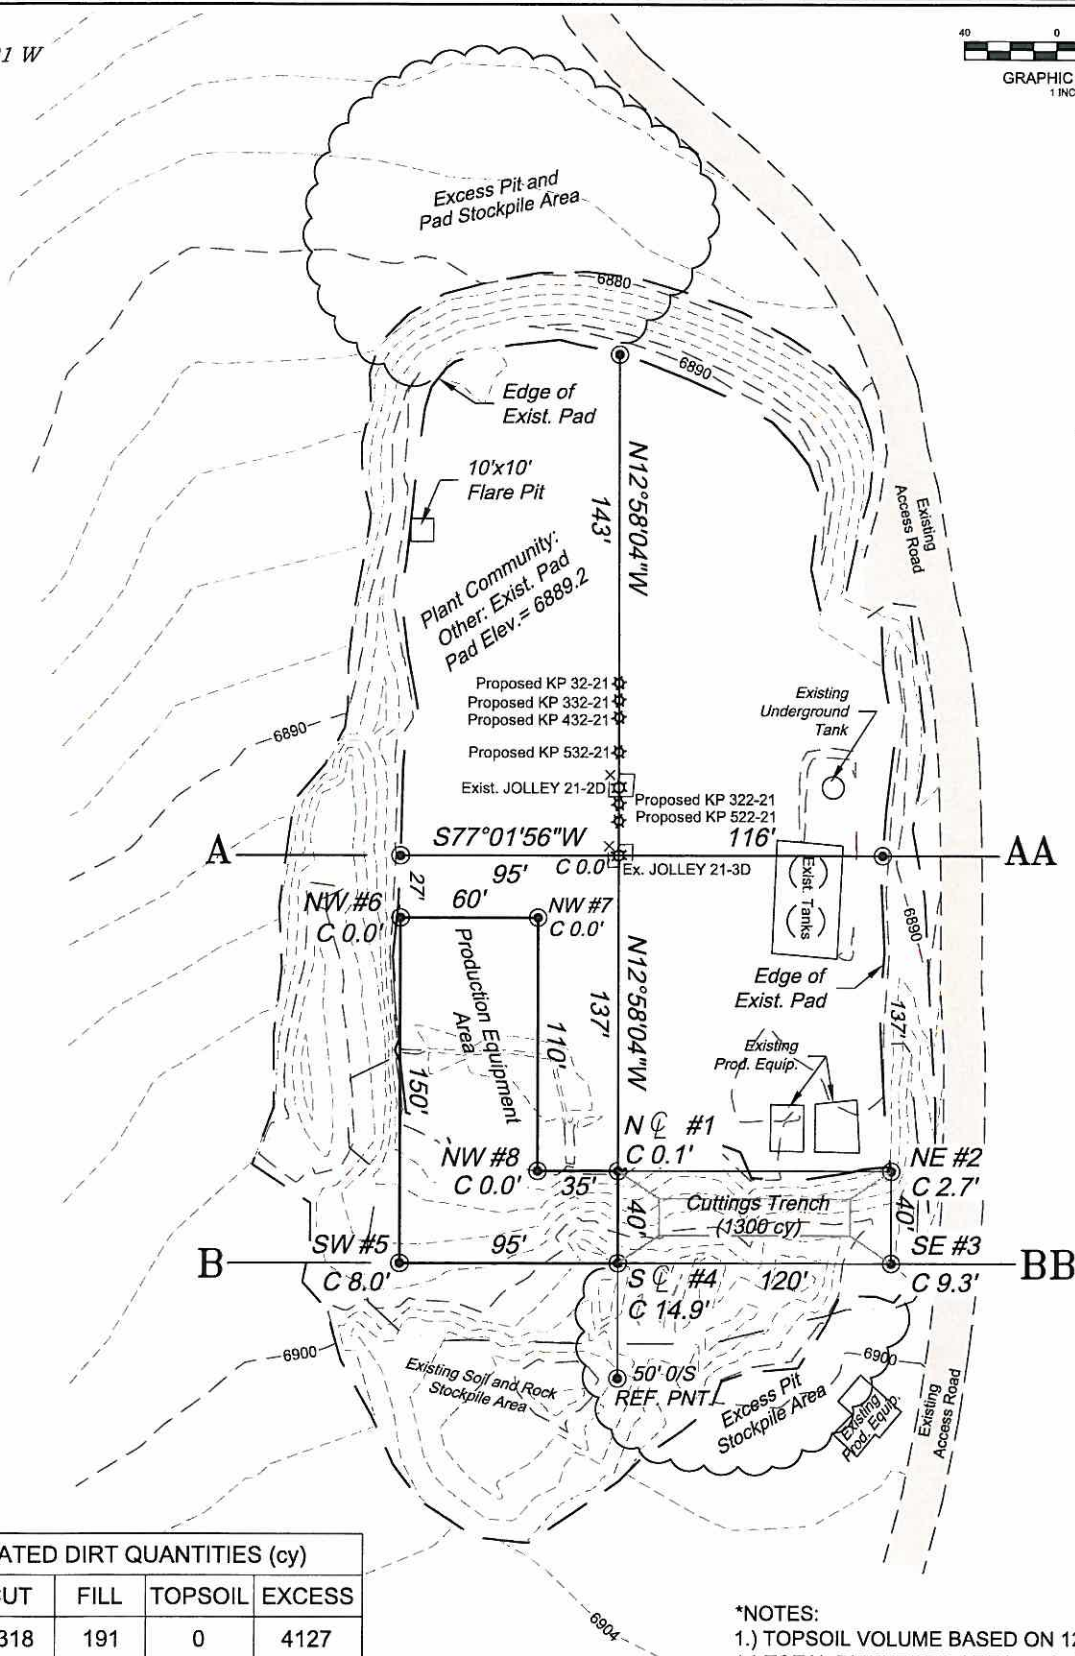 1 W
40
0
GRAPHIC
1 INC
Excess Pit and
Pad Stockpile Area
6880
6890
Edge of
Exist. Pad
10'x10'
Flare Pit
N12°58'04"W
143'
Existing
Access Road
Plant Community:
Other: Exist. Pad
Pad Elev.= 6889.2
Proposed KP 32-21
Proposed KP 332-21
Proposed KP 432-21
Proposed KP 532-21
Exist. JOLLEY 21-2D
Proposed KP 322-21
Proposed KP 522-21
Existing
Underground
Tank
6890
A
S77°01'56"W
116'
AA
95'
C 0.0'
Ex. JOLLEY 21-3D
27'
NW #6
C 0.0'
60'
NW #7
C 0.0'
Exist. Tanks
6890
Production Equipment
Area
N12°58'04"W
137'
Edge of
Exist. Pad
137'
110'
150'
Existing
Prod. Equip.
N ℄ #1
C 0.1'
NW #8
C 0.0'
35'
NE #2
C 2.7'
Cuttings Trench
(1300 cy)
40'
40'
B
SW #5
C 8.0'
95'
S ℄ #4
C 14.9'
120'
SE #3
C 9.3'
BB
6900
Existing Soil and Rock
Stockpile Area
50' O/S
REF. PNT.
Excess Pit
Stockpile Area
6900
Existing
Prod. Equip.
Existing
Access Road
ATED DIRT QUANTITIES (cy)
CUT FILL TOPSOIL EXCESS
318 191 0 4127
6904
*NOTES:
1.) TOPSOIL VOLUME BASED ON 12